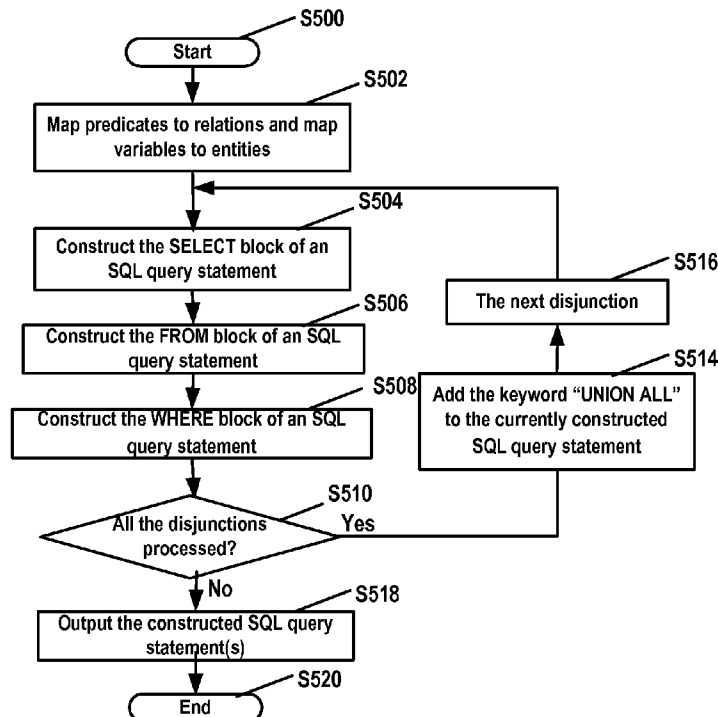 S500
Start
S502
Map predicates to relations and map
variables to entities
S504
Construct the SELECT block of an
SQL query statement
S516
The next disjunction
S506
Construct the FROM block of an SQL
query statement
S514
Add the keyword “UNION ALL”
to the currently constructed
SQL query statement
S508
Construct the WHERE block of an SQL
query statement
S510
All the disjunctions
processed?
Yes
No
S518
Output the constructed SQL query
statement(s)
S520
End